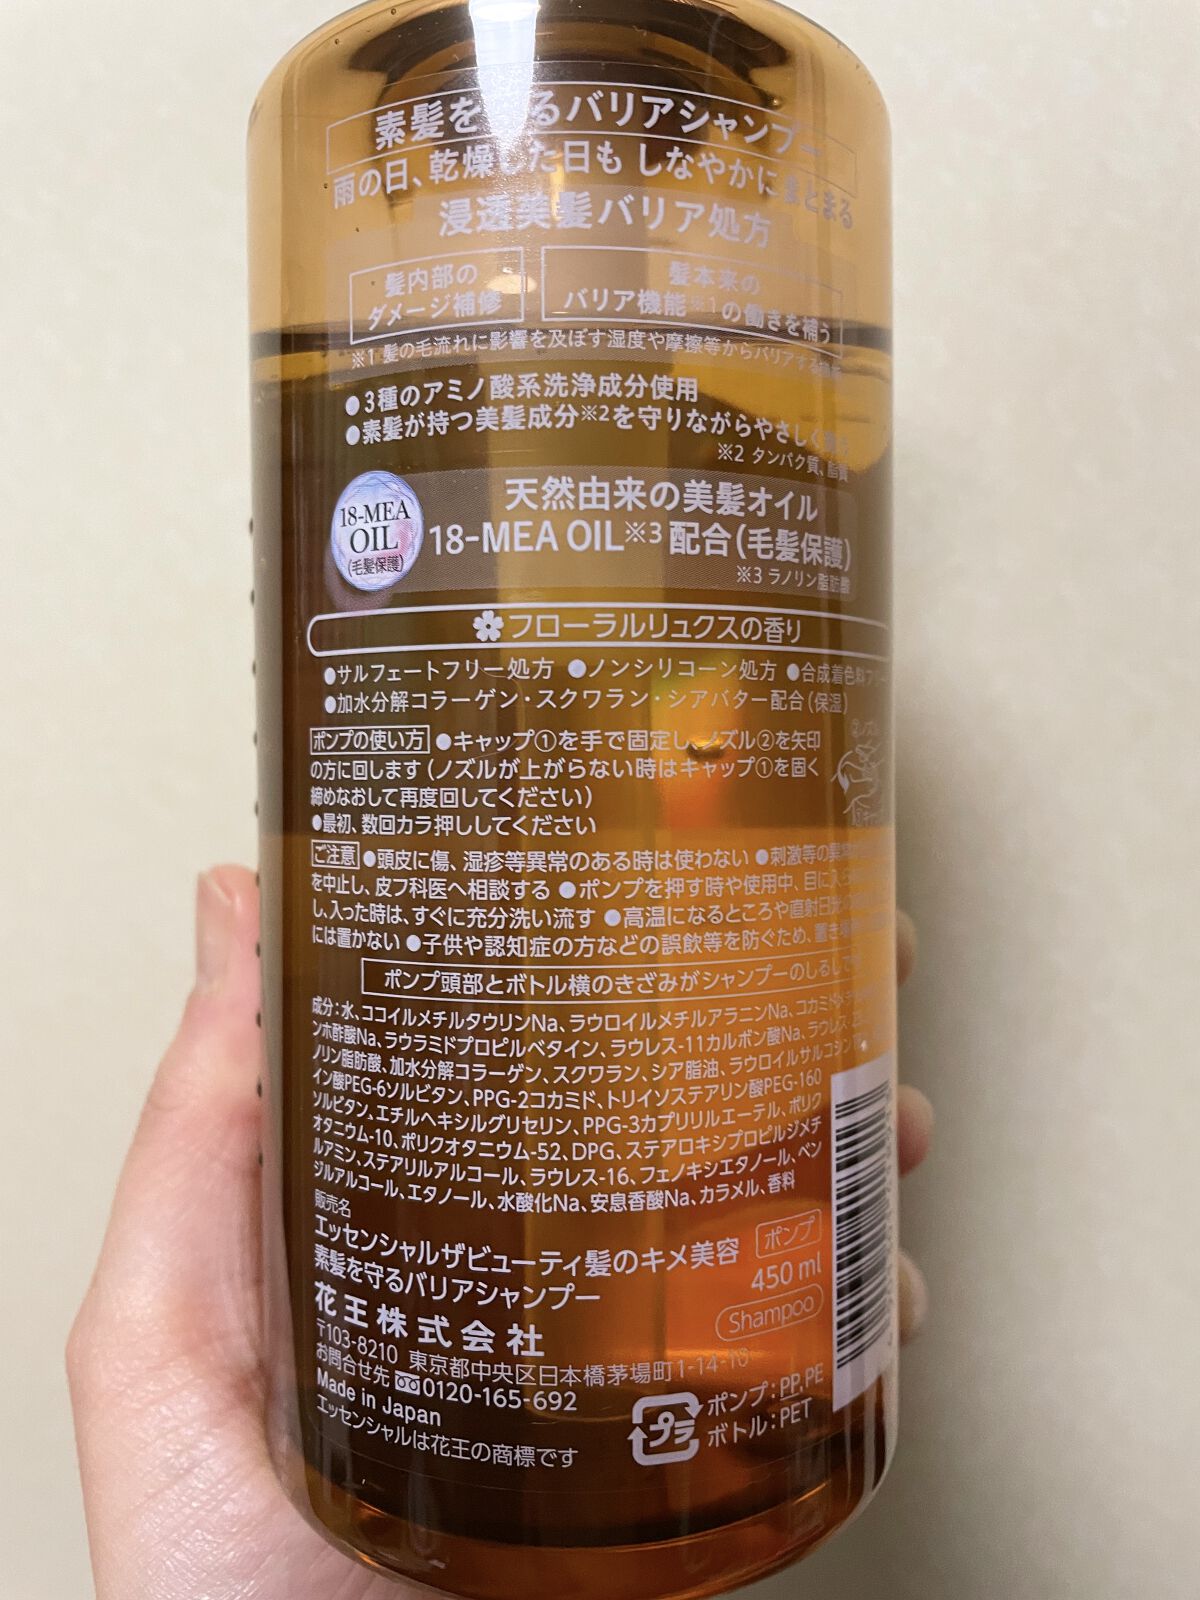 素髪を るバリアシャンプー
雨の日、乾燥した日も しなやかにまとまる
浸透美髪バリア処方
髪内部の
ダメージ補修
髪本来の
バリア機能※1の働きを補う
※1 髪の毛流れに影響を及ぼす湿度や摩擦等からバリアする
●3種のアミノ酸系洗浄成分使用
●素髪が持つ美髪成分※2を守りながらやさしく
※2 タンパク質、脂質
18-MEA
OIL
(毛髪保護)
天然由来の美髪オイル
18-MEA OIL※3配合(毛髪保護)
※3 ラノリン脂肪酸
フローラルリュクスの香り
●サルフェートフリー処方 ●ノンシリコーン処方 ●合成着色料フリー
●加水分解コラーゲン・スクワラン・シアバター配合(保湿)
ポンプの使い方 ●キャップ①を手で固定し、ノズル②を矢印
の方に回します(ノズルが上がらない時はキャップ①を固く
締めなおして再度回してください)
●最初、数回カラ押ししてください
ご注意 ●頭皮に傷、湿疹等異常のある時は使わない ●刺激等の異常
を中止し、皮フ科医へ相談する ●ポンプを押す時や使用中、目に入
し、入った時は、すぐに充分洗い流す ●高温になるところや直射日光
には置かない ●子供や認知症の方などの誤飲等を防ぐため、置き場
ポンプ頭部とボトル横のきざみがシャンプーのしるしです
成分:水、ココイルメチルタウリンNa、ラウロイルメチルアラニンNa、コカミド
ンホ酢酸Na、ラウラミドプロピルベタイン、ラウレス-11カルボン酸Na、ラウレス-
ノリン脂肪酸、加水分解コラーゲン、スクワラン、シア脂油、ラウロイルサルコシン
イン酸PEG-6ソルビタン、PPG-2コカミド、トリイソステアリン酸PEG-160
ソルビタン、エチルヘキシルグリセリン、PPG-3カプリリルエーテル、ポリク
オタニウム-10、ポリクオタニウム-52、DPG、ステアロキシプロピルジメチ
ルアミン、ステアリルアルコール、ラウレス-16、フェノキシエタノール、ベン
ジルアルコール、エタノール、水酸化Na、安息香酸Na、カラメル、香料
販売名
エッセンシャルザビューティ髪のキメ美容
素髪を守るバリアシャンプー
ポンプ
450 ml
Shampoo
花王株式会社
〒103-8210 東京都中央区日本橋茅場町1-14-10
お問合せ先 0120-165-692
Made in Japan
エッセンシャルは花王の商標です
プラ
ポンプ:PP,PE
ボトル:PET